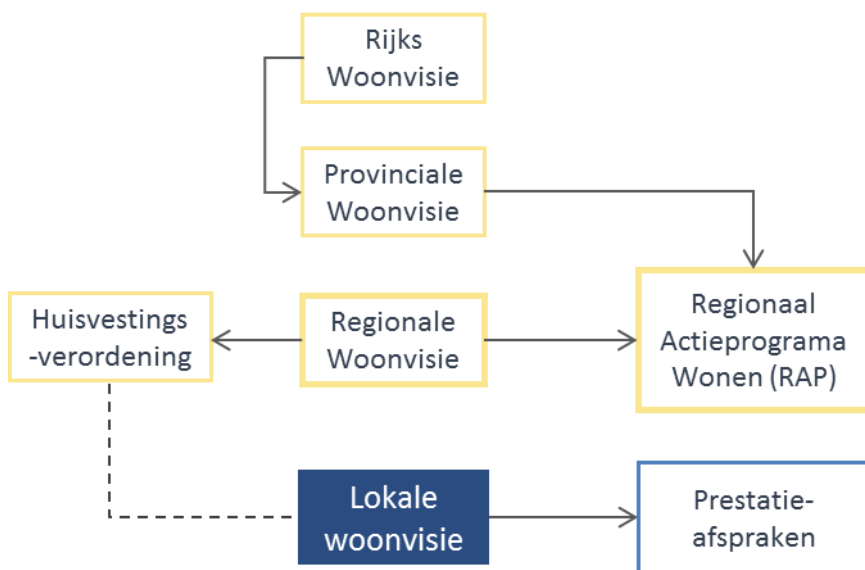 Rijks
Woonvisie
Provinciale
Woonvisie
Huisvestings
-verordening
Regionale
Woonvisie
Regionaal
Actieprograma
Wonen (RAP)
Lokale
woonvisie
Prestatie-
afspraken